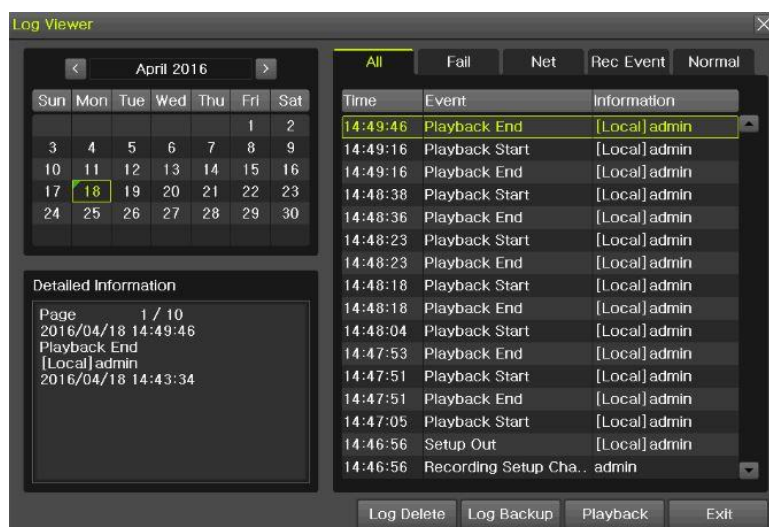 Log Viewer
< April 2016 >
Sun Mon Tue Wed Thu Fri Sat
1 2
3 4 5 6 7 8 9
10 11 12 13 14 15 16
17 18 19 20 21 22 23
24 25 26 27 28 29 30
Detailed Information
Page 1 / 10
2016/04/18 14:49:46
Playback End
[Local]admin
2016/04/18 14:43:34
All Fail Net Rec Event Normal
Time Event Information
14:49:46 Playback End [Local]admin
14:49:16 Playback Start [Local]admin
14:49:16 Playback End [Local]admin
14:48:38 Playback Start [Local]admin
14:48:36 Playback End [Local]admin
14:48:23 Playback Start [Local]admin
14:48:23 Playback End [Local]admin
14:48:18 Playback Start [Local]admin
14:48:18 Playback End [Local]admin
14:48:04 Playback Start [Local]admin
14:47:53 Playback End [Local]admin
14:47:51 Playback Start [Local]admin
14:47:51 Playback End [Local]admin
14:47:05 Playback Start [Local]admin
14:46:56 Setup Out [Local]admin
14:46:56 Recording Setup Cha.. admin
Log Delete Log Backup Playback Exit